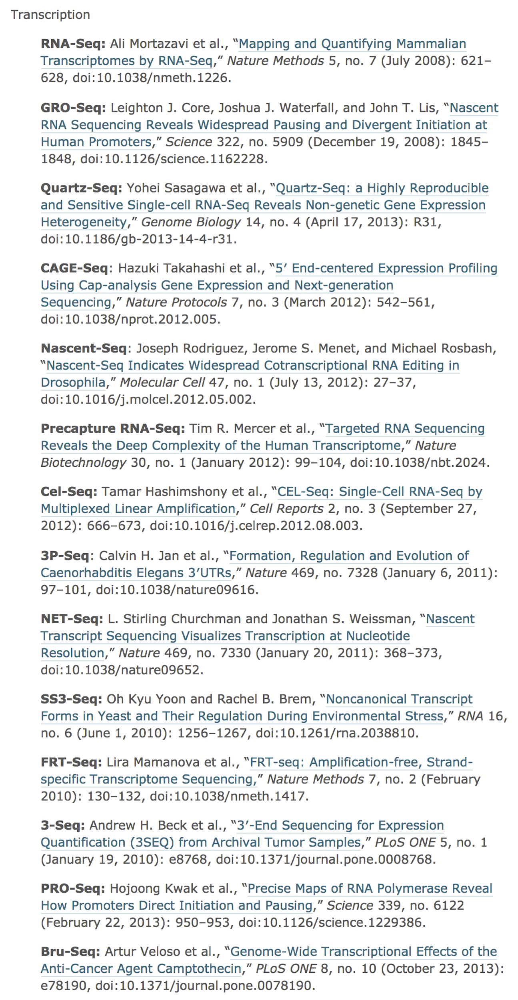 Transcription
RNA-Seq: Ali Mortazavi et al., “Mapping and Quantifying Mammalian
Transcriptomes by RNA-Seq,” Nature Methods 5, no. 7 (July 2008): 621–
628, doi:10.1038/nmeth.1226.
GRO-Seq: Leighton J. Core, Joshua J. Waterfall, and John T. Lis, “Nascent
RNA Sequencing Reveals Widespread Pausing and Divergent Initiation at
Human Promoters,” Science 322, no. 5909 (December 19, 2008): 1845–
1848, doi:10.1126/science.1162228.
Quartz-Seq: Yohei Sasagawa et al., “Quartz-Seq: a Highly Reproducible
and Sensitive Single-cell RNA-Seq Reveals Non-genetic Gene Expression
Heterogeneity,” Genome Biology 14, no. 4 (April 17, 2013): R31,
doi:10.1186/gb-2013-14-4-r31.
CAGE-Seq: Hazuki Takahashi et al., “5′ End-centered Expression Profiling
Using Cap-analysis Gene Expression and Next-generation
Sequencing,” Nature Protocols 7, no. 3 (March 2012): 542–561,
doi:10.1038/nprot.2012.005.
Nascent-Seq: Joseph Rodriguez, Jerome S. Menet, and Michael Rosbash,
“Nascent-Seq Indicates Widespread Cotranscriptional RNA Editing in
Drosophila,” Molecular Cell 47, no. 1 (July 13, 2012): 27–37,
doi:10.1016/j.molcel.2012.05.002.
Precapture RNA-Seq: Tim R. Mercer et al., “Targeted RNA Sequencing
Reveals the Deep Complexity of the Human Transcriptome,” Nature
Biotechnology 30, no. 1 (January 2012): 99–104, doi:10.1038/nbt.2024.
Cel-Seq: Tamar Hashimshony et al., “CEL-Seq: Single-Cell RNA-Seq by
Multiplexed Linear Amplification,” Cell Reports 2, no. 3 (September 27,
2012): 666–673, doi:10.1016/j.celrep.2012.08.003.
3P-Seq: Calvin H. Jan et al., “Formation, Regulation and Evolution of
Caenorhabditis Elegans 3′UTRs,” Nature 469, no. 7328 (January 6, 2011):
97–101, doi:10.1038/nature09616.
NET-Seq: L. Stirling Churchman and Jonathan S. Weissman, “Nascent
Transcript Sequencing Visualizes Transcription at Nucleotide
Resolution,” Nature 469, no. 7330 (January 20, 2011): 368–373,
doi:10.1038/nature09652.
SS3-Seq: Oh Kyu Yoon and Rachel B. Brem, “Noncanonical Transcript
Forms in Yeast and Their Regulation During Environmental Stress,” RNA 16,
no. 6 (June 1, 2010): 1256–1267, doi:10.1261/rna.2038810.
FRT-Seq: Lira Mamanova et al., “FRT-seq: Amplification-free, Strand-
specific Transcriptome Sequencing,” Nature Methods 7, no. 2 (February
2010): 130–132, doi:10.1038/nmeth.1417.
3-Seq: Andrew H. Beck et al., “3′-End Sequencing for Expression
Quantification (3SEQ) from Archival Tumor Samples,” PLoS ONE 5, no. 1
(January 19, 2010): e8768, doi:10.1371/journal.pone.0008768.
PRO-Seq: Hojoong Kwak et al., “Precise Maps of RNA Polymerase Reveal
How Promoters Direct Initiation and Pausing,” Science 339, no. 6122
(February 22, 2013): 950–953, doi:10.1126/science.1229386.
Bru-Seq: Artur Veloso et al., “Genome-Wide Transcriptional Effects of the
Anti-Cancer Agent Camptothecin,” PLoS ONE 8, no. 10 (October 23, 2013):
e78190, doi:10.1371/journal.pone.0078190.